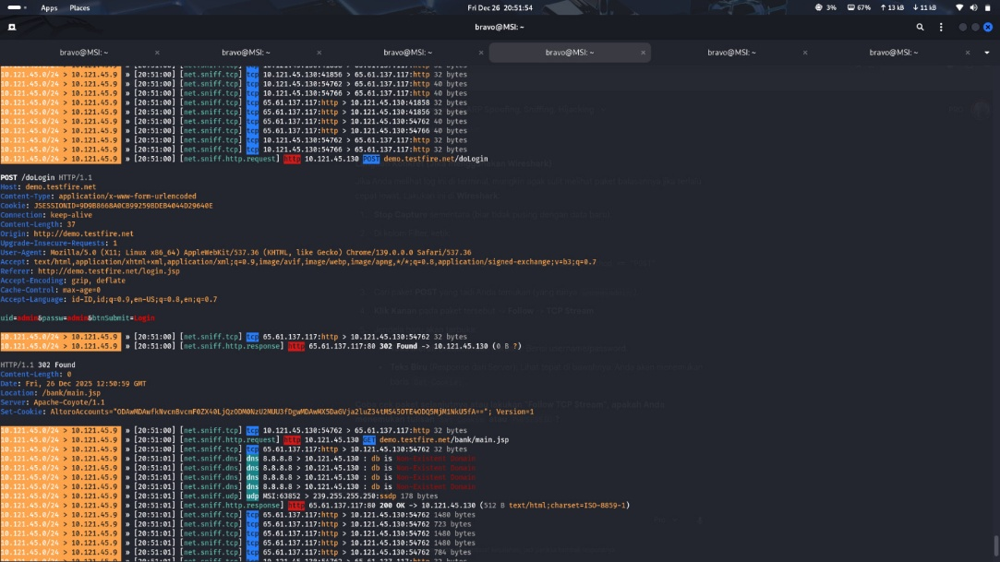 Apps Places Fri Dec 26 20:51:54 3% 67% ↑ 13 kB ↓ 11 kB
bravo@MSI: ~
bravo@MSI: ~ × bravo@MSI: ~ × bravo@MSI: ~ × bravo@MSI: ~ × bravo@MSI: ~ × bravo@MSI: ~ ×
10.121.45.0/24 > 10.121.45.9 » [20:51:00] [net.sniff.tcp] tcp 10.121.45.130:41856 > 65.61.137.117:http 32 bytes
10.121.45.0/24 > 10.121.45.9 » [20:51:00] [net.sniff.tcp] tcp 10.121.45.130:54762 > 65.61.137.117:http 40 bytes
10.121.45.0/24 > 10.121.45.9 » [20:51:00] [net.sniff.tcp] tcp 10.121.45.130:54766 > 65.61.137.117:http 40 bytes
10.121.45.0/24 > 10.121.45.9 » [20:51:00] [net.sniff.tcp] tcp 65.61.137.117:http > 10.121.45.130:41858 32 bytes
10.121.45.0/24 > 10.121.45.9 » [20:51:00] [net.sniff.tcp] tcp 65.61.137.117:http > 10.121.45.130:41856 32 bytes
10.121.45.0/24 > 10.121.45.9 » [20:51:00] [net.sniff.tcp] tcp 65.61.137.117:http > 10.121.45.130:54762 40 bytes
10.121.45.0/24 > 10.121.45.9 » [20:51:00] [net.sniff.tcp] tcp 65.61.137.117:http > 10.121.45.130:54766 40 bytes
10.121.45.0/24 > 10.121.45.9 » [20:51:00] [net.sniff.tcp] tcp 10.121.45.130:54762 > 65.61.137.117:http 32 bytes
10.121.45.0/24 > 10.121.45.9 » [20:51:00] [net.sniff.tcp] tcp 10.121.45.130:54766 > 65.61.137.117:http 32 bytes
10.121.45.0/24 > 10.121.45.9 » [20:51:00] [net.sniff.http.request] http 10.121.45.130 POST demo.testfire.net/doLogin
POST /doLogin HTTP/1.1
Host: demo.testfire.net
Content-Type: application/x-www-form-urlencoded
Cookie: JSESSIONID=9D9B8668A0CB99259BDEB4044D29640E
Connection: keep-alive
Content-Length: 37
Origin: http://demo.testfire.net
Upgrade-Insecure-Requests: 1
User-Agent: Mozilla/5.0 (X11; Linux x86_64) AppleWebKit/537.36 (KHTML, like Gecko) Chrome/139.0.0.0 Safari/537.36
Accept: text/html,application/xhtml+xml,application/xml;q=0.9,image/avif,image/webp,image/apng,*/*;q=0.8,application/signed-exchange;v=b3;q=0.7
Referer: http://demo.testfire.net/login.jsp
Accept-Encoding: gzip, deflate
Cache-Control: max-age=0
Accept-Language: id-ID,id;q=0.9,en-US;q=0.8,en;q=0.7
uid=admin&passw=admin&btnSubmit=Login
10.121.45.0/24 > 10.121.45.9 » [20:51:00] [net.sniff.tcp] tcp 65.61.137.117:http > 10.121.45.130:54762 32 bytes
10.121.45.0/24 > 10.121.45.9 » [20:51:00] [net.sniff.http.response] http 65.61.137.117:80 302 Found -> 10.121.45.130 (0 B ?)
HTTP/1.1 302 Found
Content-Length: 0
Date: Fri, 26 Dec 2025 12:50:59 GMT
Location: /bank/main.jsp
Server: Apache-Coyote/1.1
Set-Cookie: Version=1
10.121.45.0/24 > 10.121.45.9 » [20:51:00] [net.sniff.tcp] tcp 10.121.45.130:54762 > 65.61.137.117:http 32 bytes
10.121.45.0/24 > 10.121.45.9 » [20:51:00] [net.sniff.http.request] http 10.121.45.130 GET demo.testfire.net/bank/main.jsp
10.121.45.0/24 > 10.121.45.9 » [20:51:00] [net.sniff.tcp] tcp 65.61.137.117:http > 10.121.45.130:54762 32 bytes
10.121.45.0/24 > 10.121.45.9 » [20:51:00] [net.sniff.dns] dns 8.8.8.8 > 10.121.45.130 : db is Non-Existent Domain
10.121.45.0/24 > 10.121.45.9 » [20:51:00] [net.sniff.dns] dns 8.8.8.8 > 10.121.45.130 : db is Non-Existent Domain
10.121.45.0/24 > 10.121.45.9 » [20:51:01] [net.sniff.dns] dns 8.8.8.8 > 10.121.45.130 : db is Non-Existent Domain
10.121.45.0/24 > 10.121.45.9 » [20:51:01] [net.sniff.dns] dns 8.8.8.8 > 10.121.45.130 : db is Non-Existent Domain
10.121.45.0/24 > 10.121.45.9 » [20:51:00] [net.sniff.udp] udp MSI:63852 > 239.255.255.250:ssdp 178 bytes
10.121.45.0/24 > 10.121.45.9 » [20:51:01] [net.sniff.http.response] http 65.61.137.117:80 200 OK -> 10.121.45.130 (512 B text/html;charset=ISO-8859-1)
10.121.45.0/24 > 10.121.45.9 » [20:51:01] [net.sniff.tcp] tcp 65.61.137.117:http > 10.121.45.130:54762 1480 bytes
10.121.45.0/24 > 10.121.45.9 » [20:51:01] [net.sniff.tcp] tcp 65.61.137.117:http > 10.121.45.130:54762 723 bytes
10.121.45.0/24 > 10.121.45.9 » [20:51:01] [net.sniff.tcp] tcp 65.61.137.117:http > 10.121.45.130:54762 1480 bytes
10.121.45.0/24 > 10.121.45.9 » [20:51:01] [net.sniff.tcp] tcp 65.61.137.117:http > 10.121.45.130:54762 1480 bytes
10.121.45.0/24 > 10.121.45.9 » [20:51:01] [net.sniff.tcp] tcp 65.61.137.117:http > 10.121.45.130:54762 784 bytes